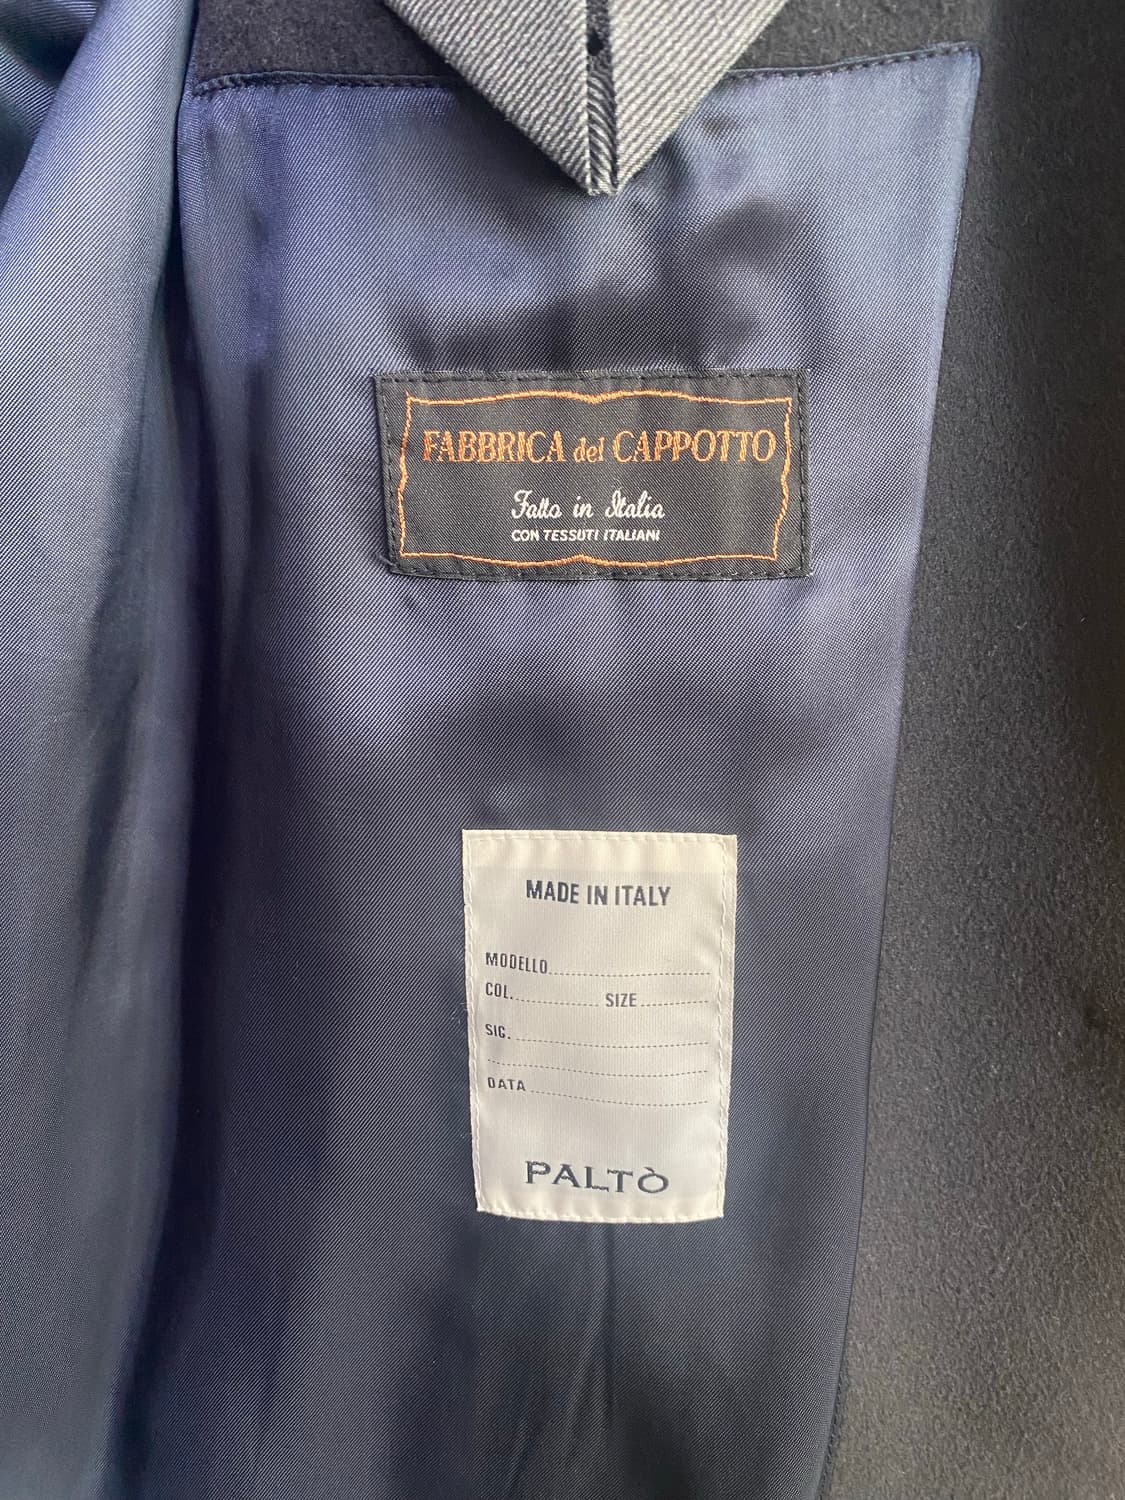 FABBRICA del CAPPOTTO
Fatto in Italia
CON TESSUTI ITALIANI
MADE IN ITALY
MODELLO
COL. SIZE
SIG.
DATA
PALTÒ